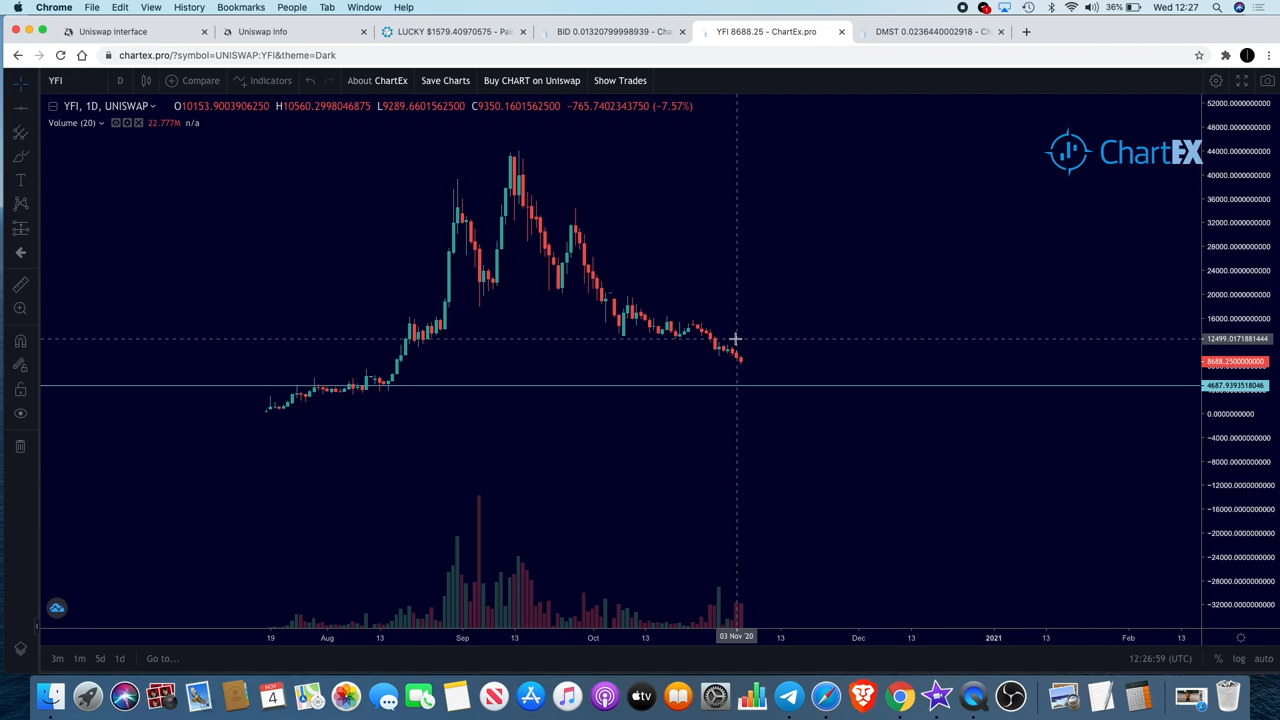 Chrome File Edit View History Bookmarks People Tab Window Help 36% Wed 12:27
Uniswap Interface Uniswap Info LUCKY $1579.40970575 - Pai BID 0.01320799998939 - Cha YFI 8688.25 - ChartEx.pro DMST 0.0236440002918 - Cha
chartex.pro/?symbol=UNISWAP:YFI&theme=Dark
YFI D Compare Indicators About ChartEx Save Charts Buy CHART on Uniswap Show Trades
YFI, 1D, UNISWAP O10153.9003906250 H10560.2998046875 L9289.6601562500 C9350.1601562500 −765.7402343750 (−7.57%)
Volume (20) 22.777M n/a
ChartEX
52000.0000000000
48000.0000000000
44000.0000000000
40000.0000000000
36000.0000000000
32000.0000000000
28000.0000000000
24000.0000000000
20000.0000000000
16000.0000000000
12499.0171881444
8688.2500000000
4687.9393518046
0.0000000000
−4000.0000000000
−8000.0000000000
−12000.0000000000
−16000.0000000000
−20000.0000000000
−24000.0000000000
−28000.0000000000
−32000.0000000000
19 Aug 13 Sep 13 Oct 13 03 Nov '20 13 Dec 13 2021 13 Feb 13
3m 1m 5d 1d Go to... 12:26:59 (UTC) % log auto
NOV
4